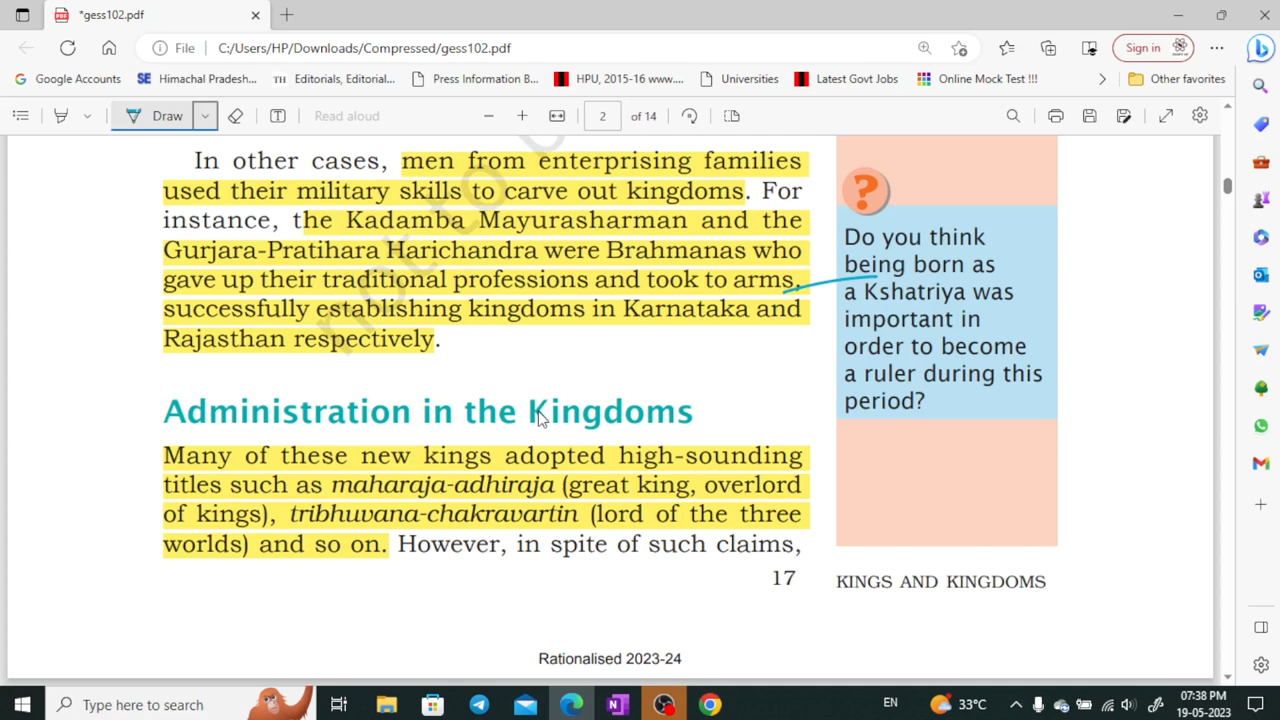 *gess102.pdf
File C:/Users/HP/Downloads/Compressed/gess102.pdf
Sign in
Google Accounts
SE Himachal Pradesh...
TH Editorials, Editorial...
Press Information B...
HPU, 2015-16 www....
Universities
Latest Govt Jobs
Online Mock Test !!!
Other favorites
Draw
Read aloud
2 of 14
In other cases, men from enterprising families
used their military skills to carve out kingdoms. For
instance, the Kadamba Mayurasharman and the
Gurjara-Pratihara Harichandra were Brahmanas who
gave up their traditional professions and took to arms,
successfully establishing kingdoms in Karnataka and
Rajasthan respectively.
Administration in the Kingdoms
Many of these new kings adopted high-sounding
titles such as maharaja-adhiraja (great king, overlord
of kings), tribhuvana-chakravartin (lord of the three
worlds) and so on. However, in spite of such claims,
17
?
Do you think
being born as
a Kshatriya was
important in
order to become
a ruler during this
period?
KINGS AND KINGDOMS
Rationalised 2023-24
not to b
Type here to search
EN
33°C
07:38 PM
19-05-2023